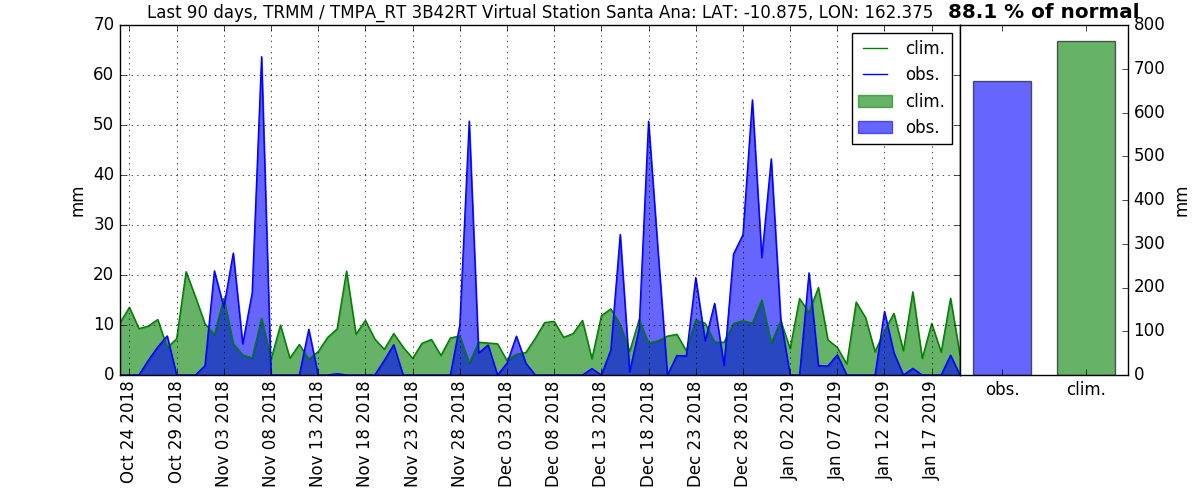 Last 90 days, TRMM / TMPA_RT 3B42RT Virtual Station Santa Ana: LAT: -10.875, LON: 162.375
88.1 % of normal
70
60
50
40
30
20
10
0
mm
clim.
obs.
clim.
obs.
800
700
600
500
400
300
200
100
0
mm
obs.
clim.
Oct 24 2018
Oct 29 2018
Nov 03 2018
Nov 08 2018
Nov 13 2018
Nov 18 2018
Nov 23 2018
Nov 28 2018
Dec 03 2018
Dec 08 2018
Dec 13 2018
Dec 18 2018
Dec 23 2018
Dec 28 2018
Jan 02 2019
Jan 07 2019
Jan 12 2019
Jan 17 2019